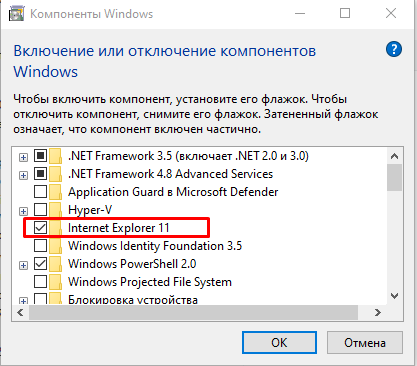 Компоненты Windows
Включение или отключение компонентов
Windows
?
Чтобы включить компонент, установите его флажок. Чтобы
отключить компонент, снимите его флажок. Затененный флажок
означает, что компонент включен частично.
.NET Framework 3.5 (включает .NET 2.0 и 3.0)
.NET Framework 4.8 Advanced Services
Application Guard в Microsoft Defender
Hyper-V
Internet Explorer 11
Windows Identity Foundation 3.5
Windows PowerShell 2.0
Windows Projected File System
Блокировка устройства
ОК
Отмена